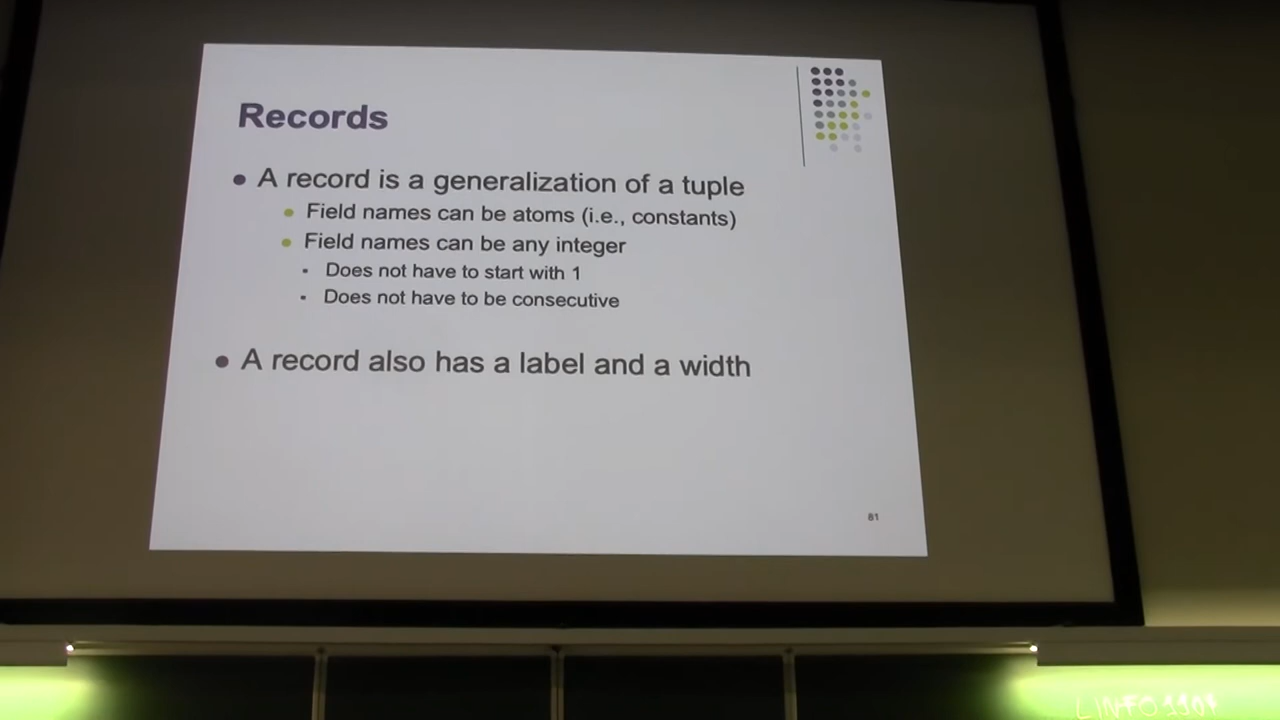 Records
A record is a generalization of a tuple
Field names can be atoms (i.e., constants)
Field names can be any integer
Does not have to start with 1
Does not have to be consecutive
A record also has a label and a width
81
LINFO1104